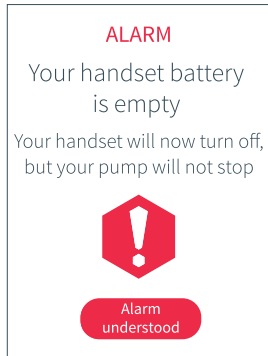 ALARM
Your handset battery
is empty
Your handset will now turn off,
but your pump will not stop
Alarm
understood